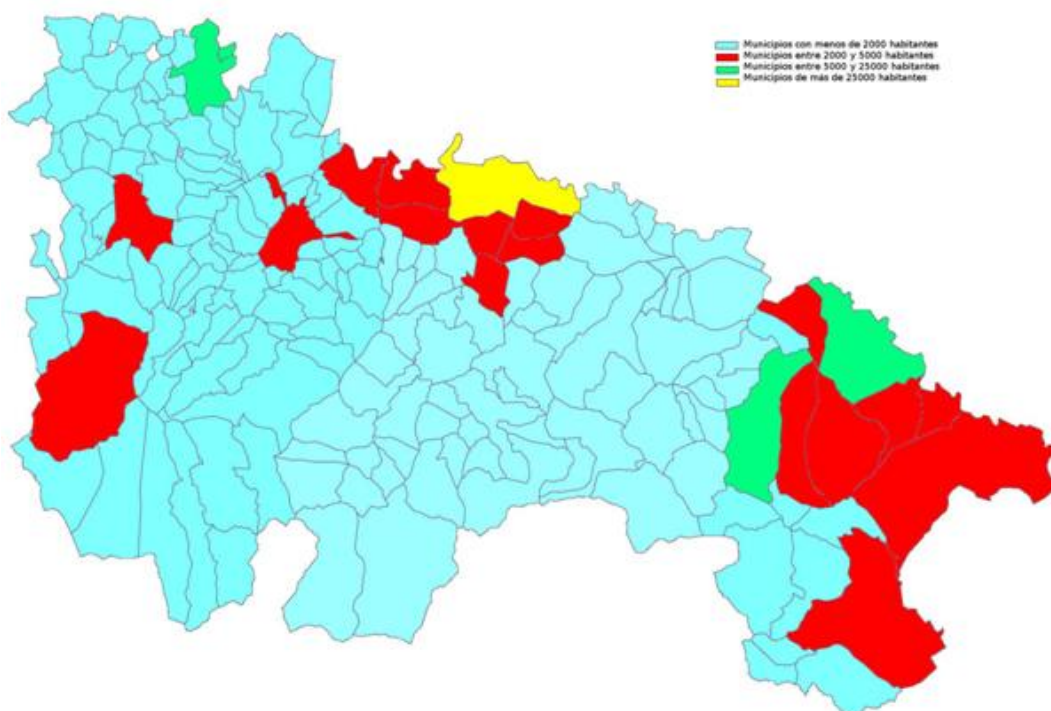 Municipios con menos de 2000 habitantes
Municipios entre 2000 y 5000 habitantes
Municipios entre 5000 y 25000 habitantes
Municipios de más de 25000 habitantes